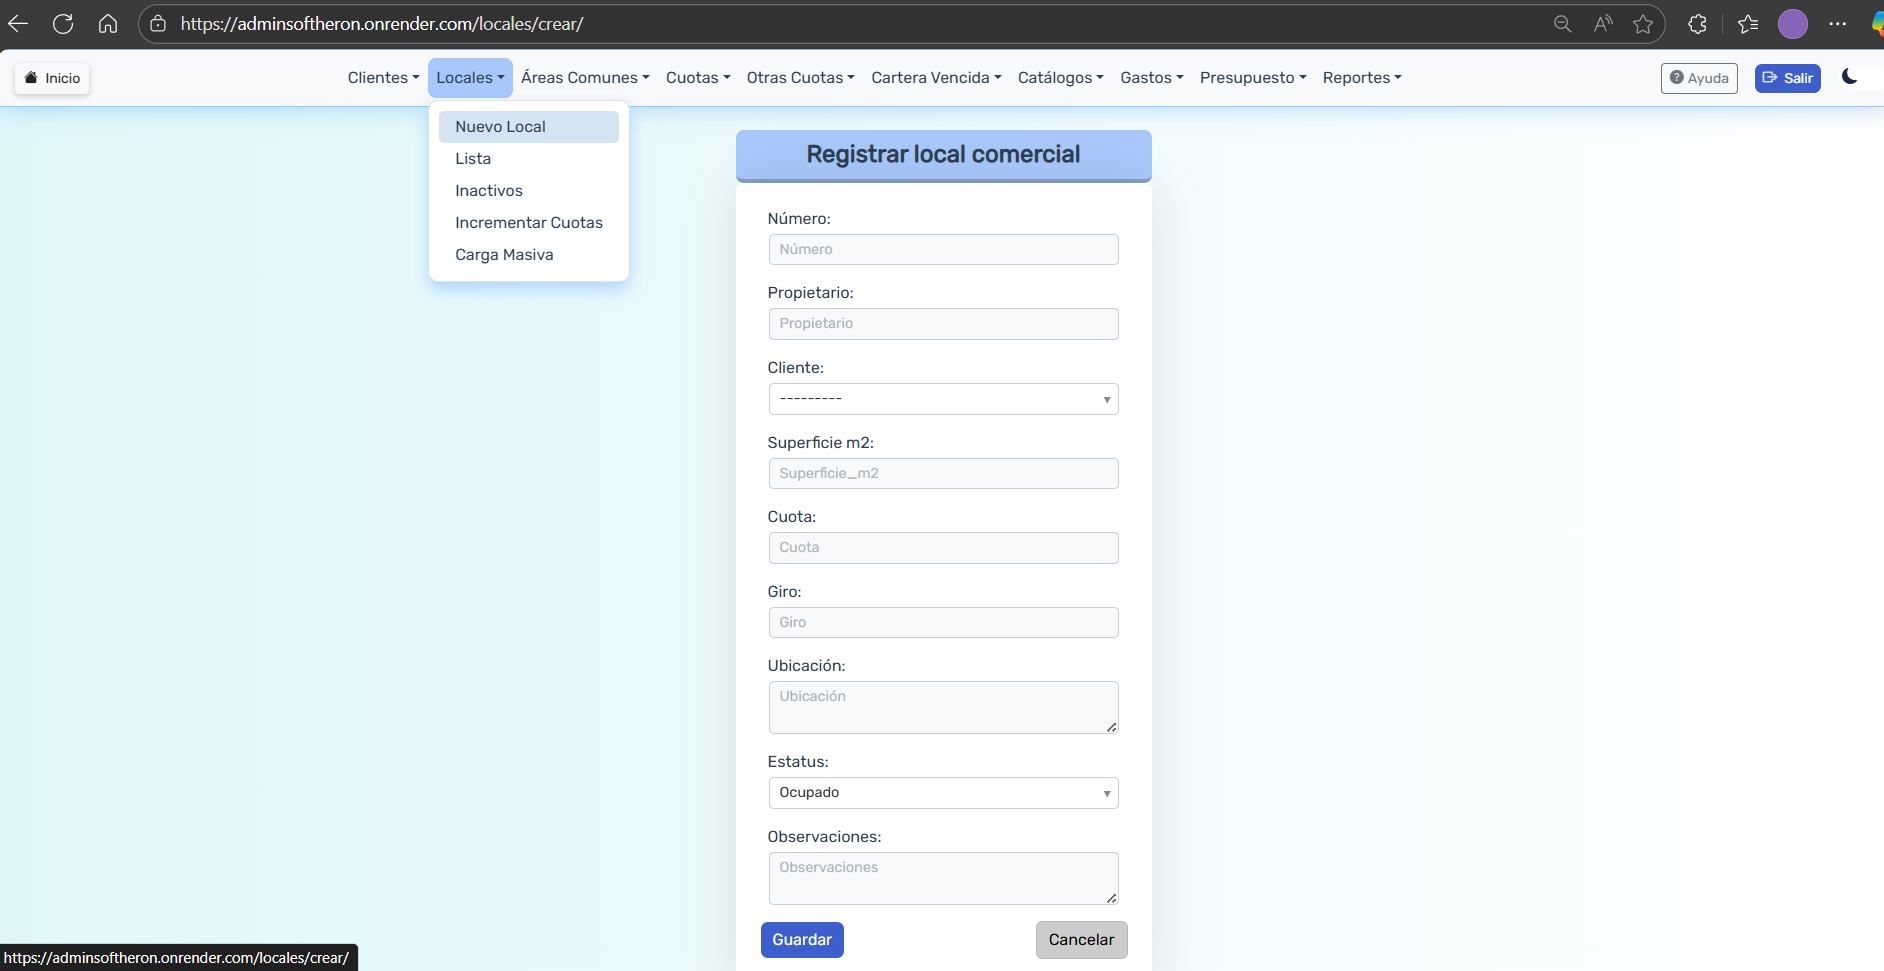 https://adminsoftheron.onrender.com/locales/crear/
Inicio
Clientes Locales Áreas Comunes Cuotas Otras Cuotas Cartera Vencida Catálogos Gastos Presupuesto Reportes
Ayuda
Salir
Nuevo Local
Lista
Inactivos
Incrementar Cuotas
Carga Masiva
Registrar local comercial
Número:
Número
Propietario:
Propietario
Cliente:
---------
Superficie m2:
Superficie_m2
Cuota:
Cuota
Giro:
Giro
Ubicación:
Ubicación
Estatus:
Ocupado
Observaciones:
Observaciones
Guardar
Cancelar
https://adminsoftheron.onrender.com/locales/crear/